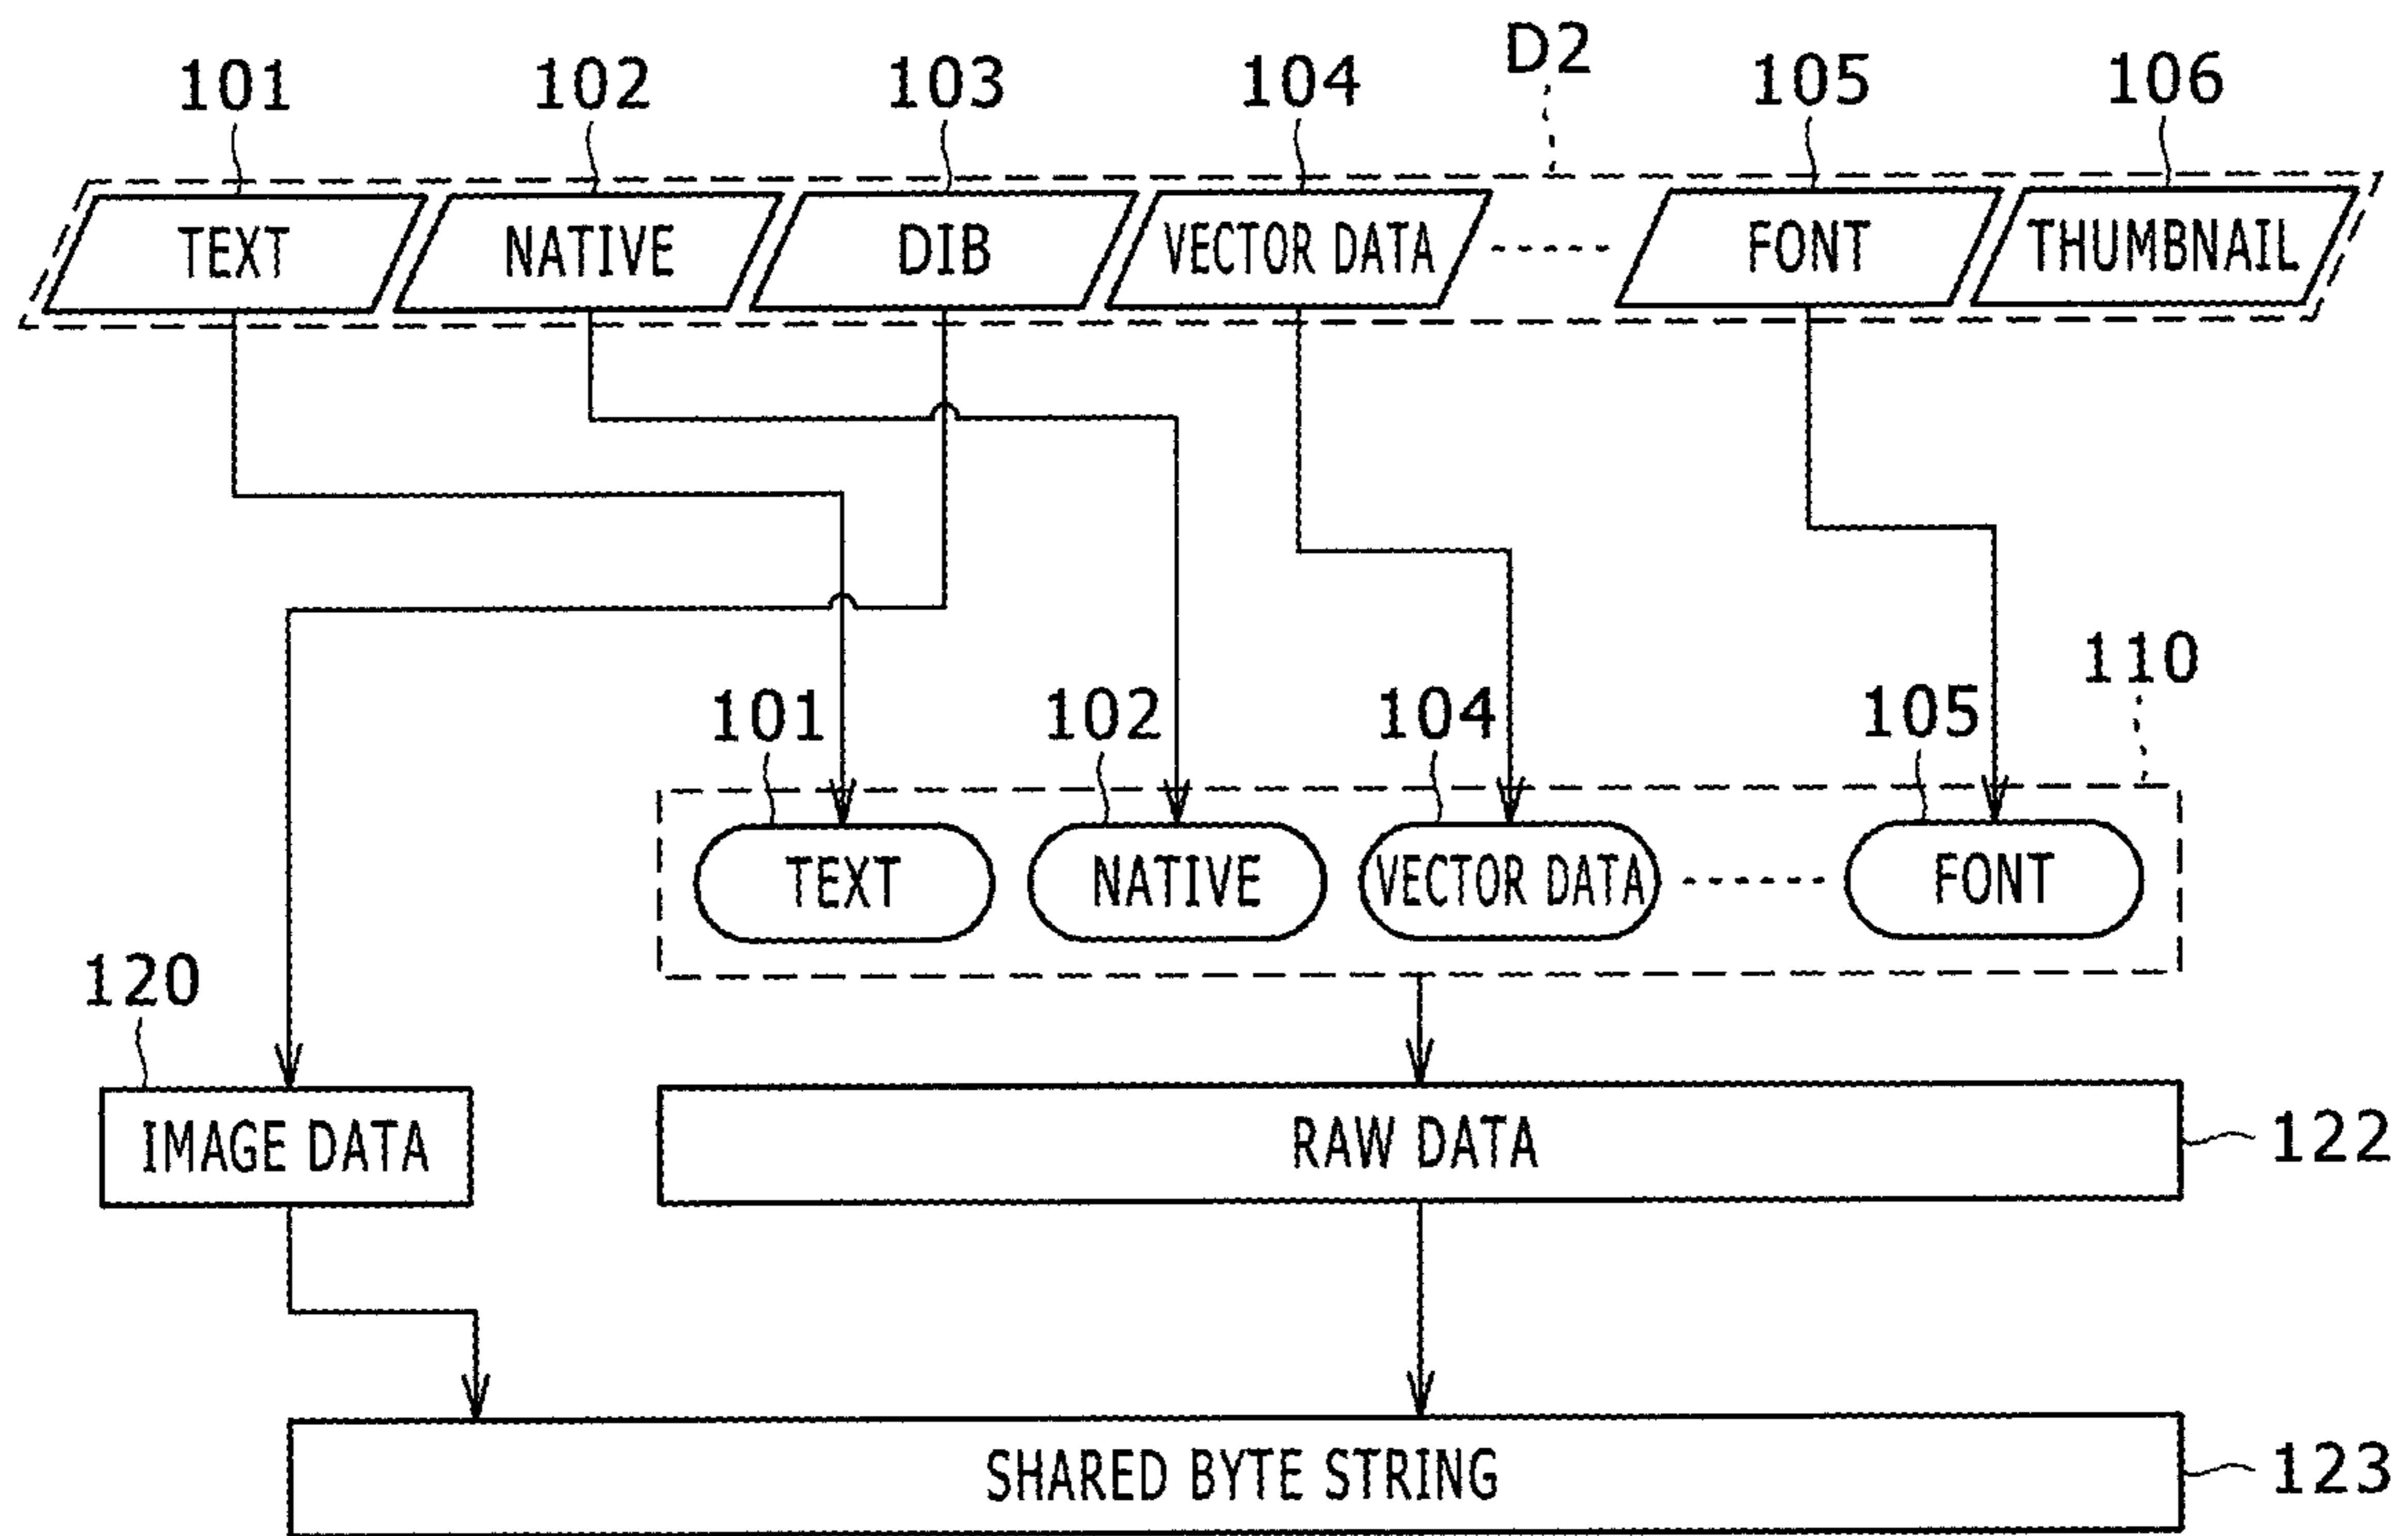 101 102 103 104 D2 105 106
TEXT NATIVE DIB VECTOR DATA FONT THUMBNAIL
110
101 102 104 105
TEXT NATIVE VECTOR DATA FONT
120
IMAGE DATA RAW DATA 122
SHARED BYTE STRING 123